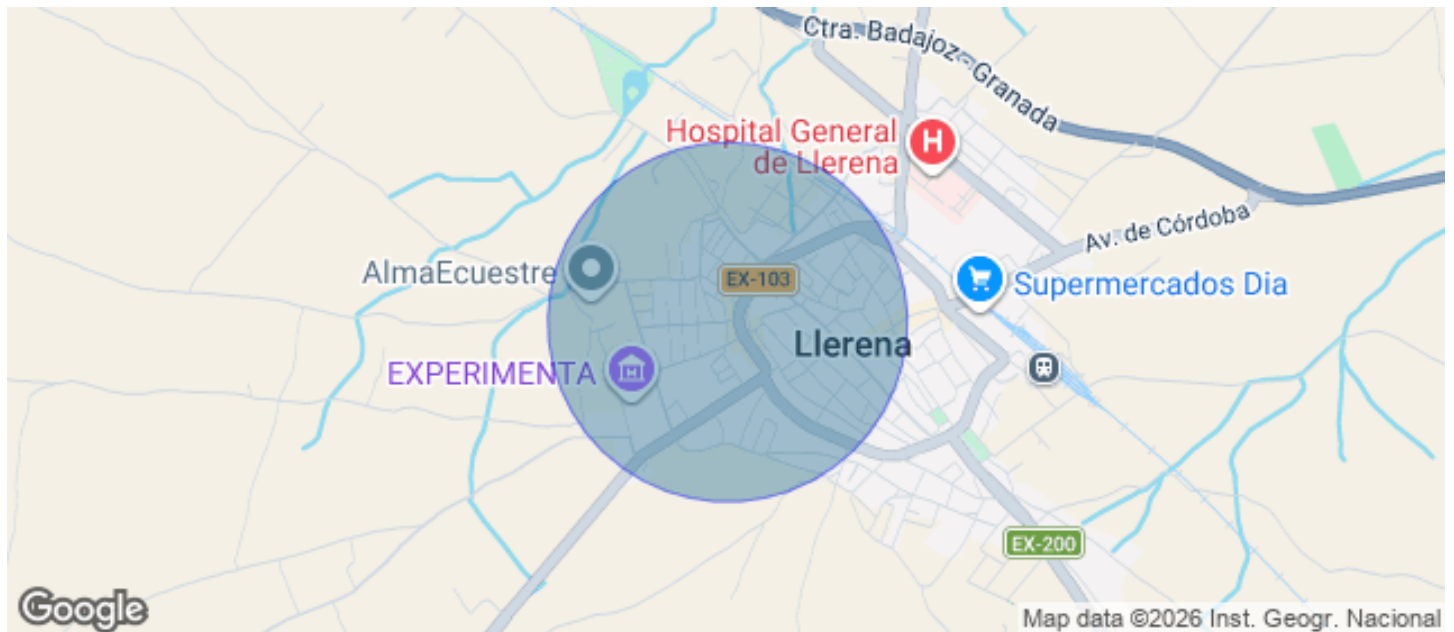 Ctra. Badajoz - Granada
Hospital General
de Llerena
H
Av. de Córdoba
AlmaEcuestre
EX-103
Supermercados Dia
Llerena
EXPERIMENTA
EX-200
Google
Map data ©2026 Inst. Geogr. Nacional